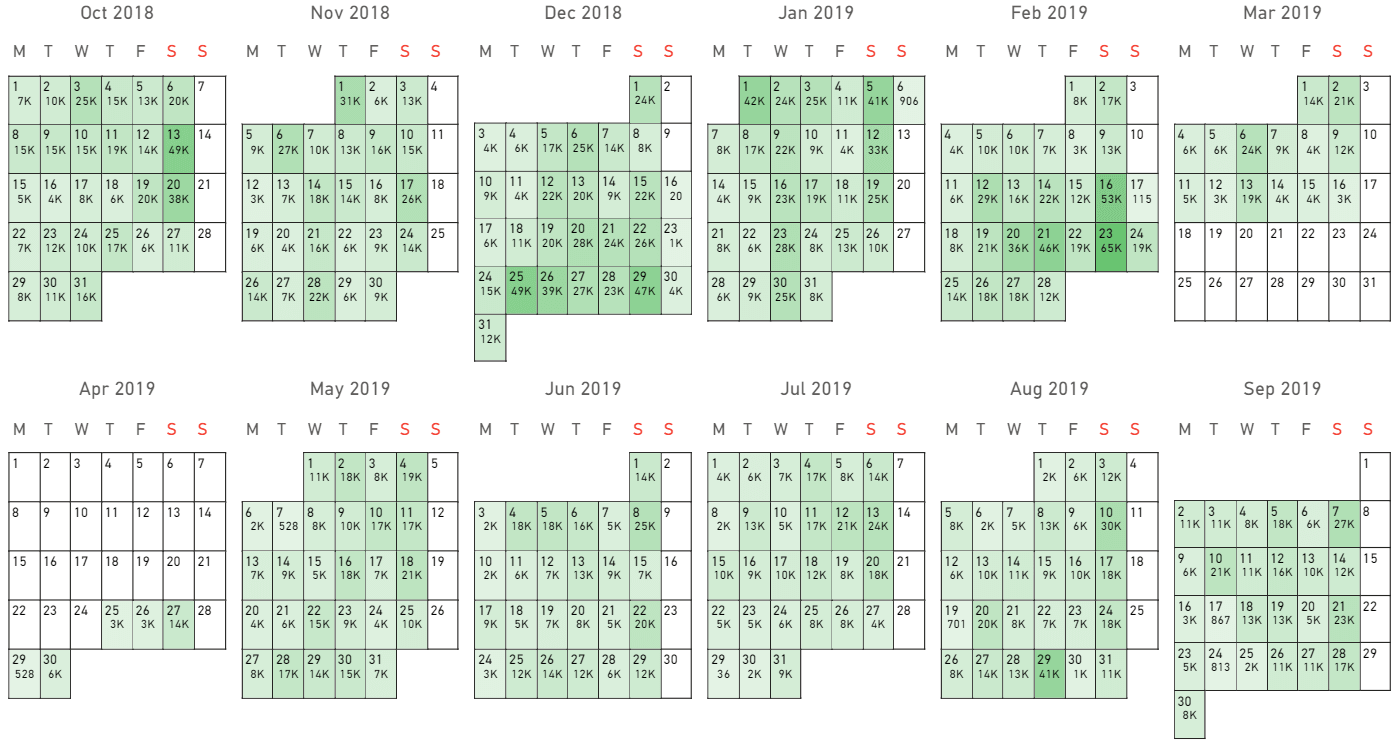 Oct 2018 Nov 2018 Dec 2018 Jan 2019 Feb 2019 Mar 2019
M T W T F S S M T W T F S S M T W T F S S M T W T F S S M T W T F S S M T W T F S S
1 2 3 4 5 6 7 1 2 3 4 1 2 1 2 3 4 5 6 1 2 3 1 2 3
7K 10K 25K 15K 13K 20K 31K 6K 13K 24K 42K 24K 25K 11K 41K 906 8K 17K 14K 21K
8 9 10 11 12 13 14 5 6 7 8 9 10 11 3 4 5 6 7 8 9 7 8 9 10 11 12 13 4 5 6 7 8 9 10 4 5 6 7 8 9 10
15K 15K 15K 19K 14K 49K 9K 27K 10K 13K 16K 15K 4K 6K 17K 25K 14K 8K 8K 17K 22K 9K 4K 33K 4K 10K 10K 7K 3K 13K 6K 6K 24K 9K 4K 12K
15 16 17 18 19 20 21 12 13 14 15 16 17 18 10 11 12 13 14 15 16 14 15 16 17 18 19 20 11 12 13 14 15 16 17 11 12 13 14 15 16 17
5K 4K 8K 6K 20K 38K 3K 7K 18K 14K 8K 26K 9K 4K 22K 20K 9K 22K 20 4K 9K 23K 19K 11K 25K 6K 29K 16K 22K 12K 53K 115 5K 3K 19K 4K 4K 3K
22 23 24 25 26 27 28 19 20 21 22 23 24 25 17 18 19 20 21 22 23 21 22 23 24 25 26 27 18 19 20 21 22 23 24 18 19 20 21 22 23 24
7K 12K 10K 17K 6K 11K 6K 4K 16K 6K 9K 14K 6K 11K 20K 28K 24K 26K 1K 8K 6K 28K 8K 13K 10K 8K 21K 36K 46K 19K 65K 19K
29 30 31 26 27 28 29 30 24 25 26 27 28 29 30 28 29 30 31 25 26 27 28 25 26 27 28 29 30 31
8K 11K 16K 14K 7K 22K 6K 9K 15K 49K 39K 27K 23K 47K 4K 6K 9K 25K 8K 14K 18K 18K 12K
31
12K
Apr 2019 May 2019 Jun 2019 Jul 2019 Aug 2019 Sep 2019
M T W T F S S M T W T F S S M T W T F S S M T W T F S S M T W T F S S M T W T F S S
1 2 3 4 5 6 7 1 2 3 4 5 1 2 1 2 3 4 5 6 7 1 2 3 4 1
11K 18K 8K 19K 14K 4K 6K 7K 17K 8K 14K 2K 6K 12K
8 9 10 11 12 13 14 6 7 8 9 10 11 12 3 4 5 6 7 8 9 8 9 10 11 12 13 14 5 6 7 8 9 10 11 2 3 4 5 6 7 8
2K 528 8K 10K 17K 17K 2K 18K 18K 16K 5K 25K 2K 13K 5K 17K 21K 24K 8K 2K 5K 13K 6K 30K 11K 11K 8K 18K 6K 27K
15 16 17 18 19 20 21 13 14 15 16 17 18 19 10 11 12 13 14 15 16 15 16 17 18 19 20 21 12 13 14 15 16 17 18 9 10 11 12 13 14 15
7K 9K 5K 18K 7K 21K 2K 6K 7K 13K 9K 7K 10K 9K 10K 12K 8K 18K 6K 10K 11K 9K 10K 18K 6K 21K 11K 16K 10K 12K
22 23 24 25 26 27 28 20 21 22 23 24 25 26 17 18 19 20 21 22 23 22 23 24 25 26 27 28 19 20 21 22 23 24 25 16 17 18 19 20 21 22
3K 3K 14K 4K 6K 15K 9K 4K 10K 9K 5K 7K 8K 5K 20K 5K 5K 6K 8K 8K 4K 701 20K 8K 7K 7K 18K 3K 867 13K 13K 5K 23K
29 30 27 28 29 30 31 24 25 26 27 28 29 30 29 30 31 26 27 28 29 30 31 23 24 25 26 27 28 29
528 6K 8K 17K 14K 15K 7K 3K 12K 14K 12K 6K 12K 36 2K 9K 8K 14K 13K 41K 1K 11K 5K 813 2K 11K 11K 17K
30
8K